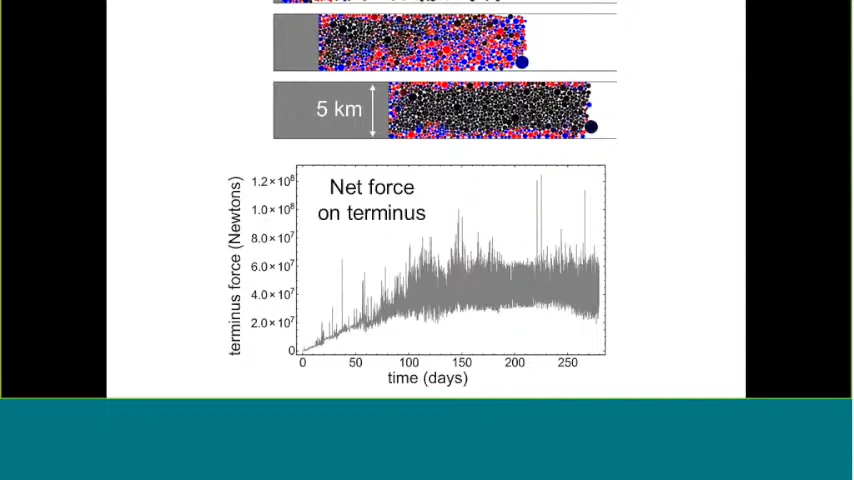 5 km
Net force
on terminus
terminus force (Newtons)
1.2×10⁸
1.0×10⁸
8.0×10⁷
6.0×10⁷
4.0×10⁷
2.0×10⁷
0
0 50 100 150 200 250
time (days)